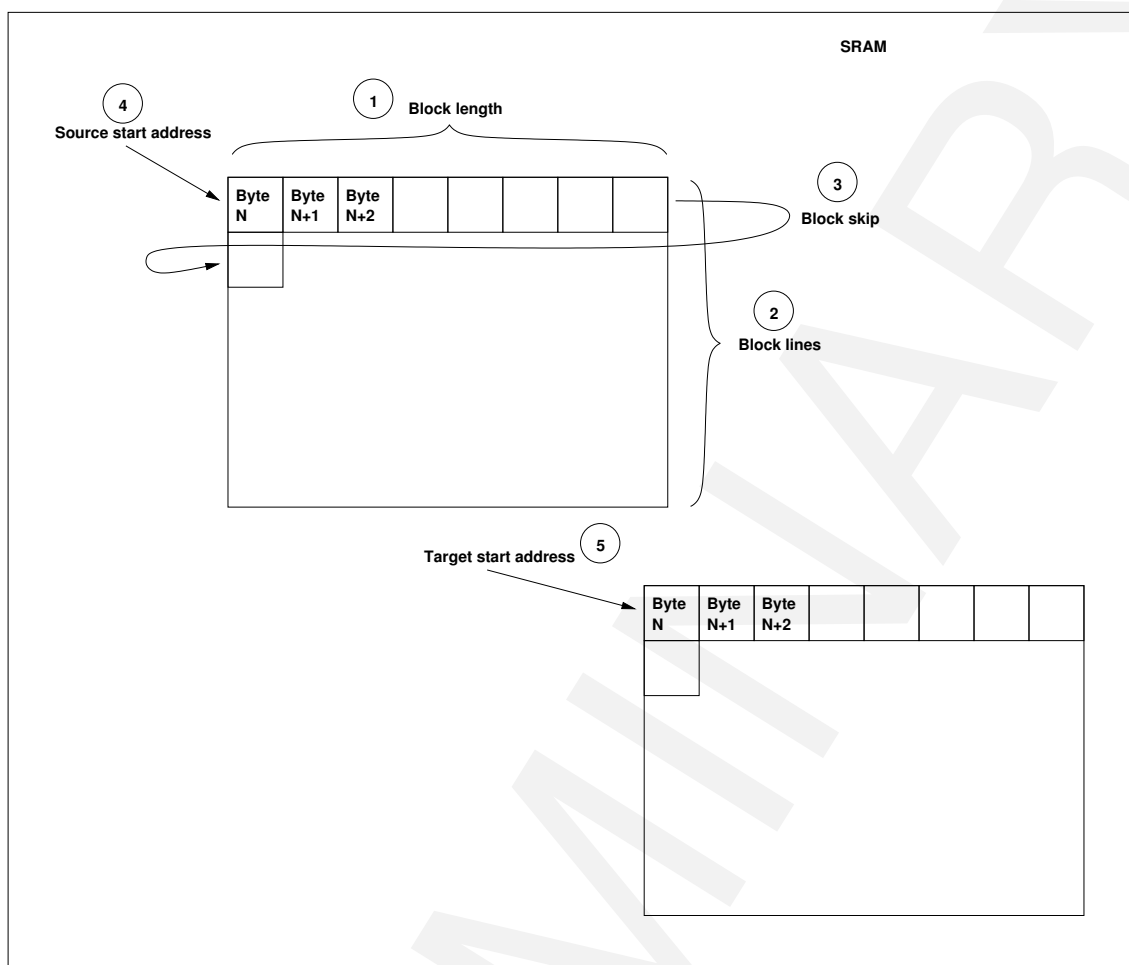 SRAM
4
1
Block length
Source start address
Byte N
Byte N+1
Byte N+2
3
Block skip
2
Block lines
Target start address
5
Byte N
Byte N+1
Byte N+2